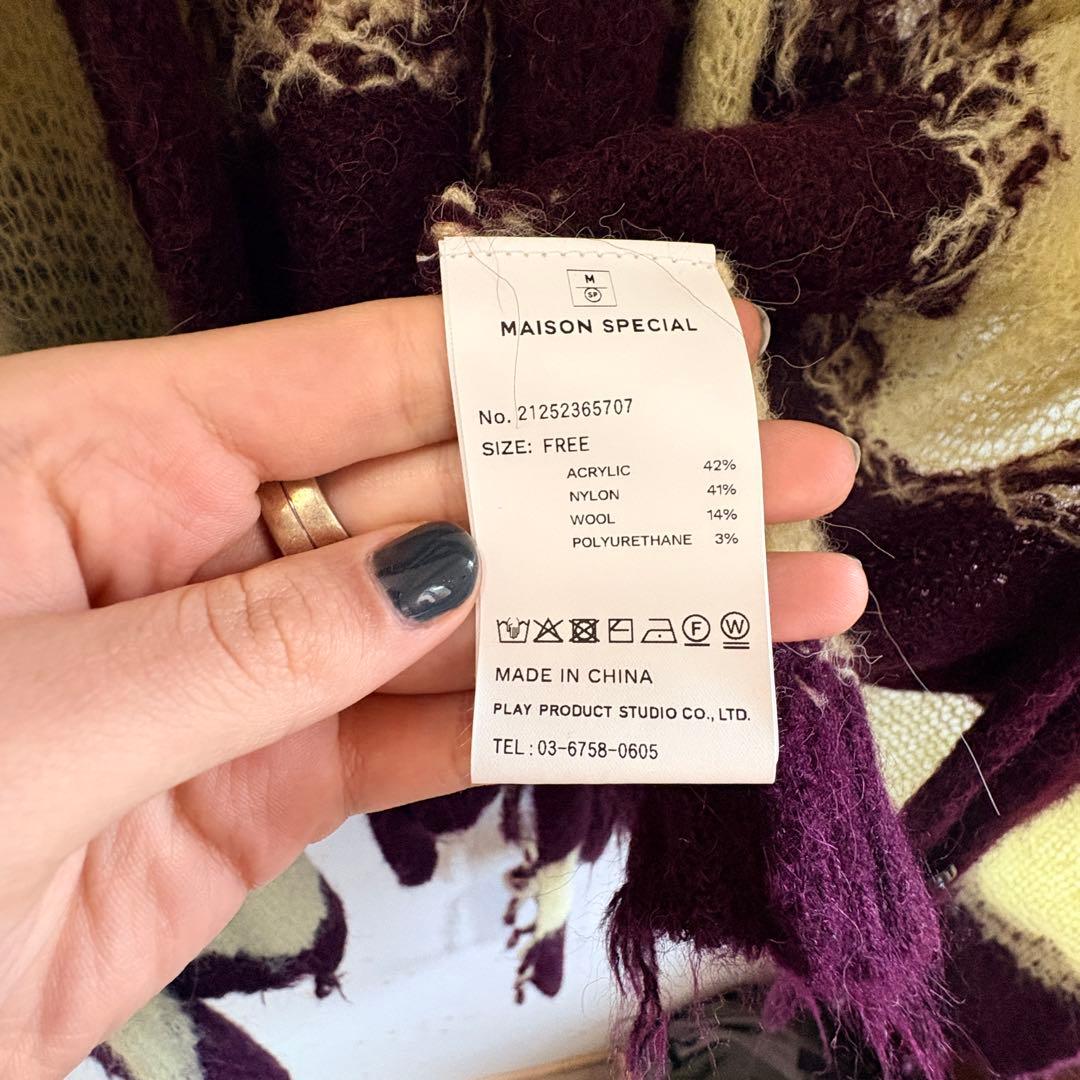 M
SP
MAISON SPECIAL
No. 21252365707
SIZE: FREE
ACRYLIC 42%
NYLON 41%
WOOL 14%
POLYURETHANE 3%
F W
MADE IN CHINA
PLAY PRODUCT STUDIO CO., LTD.
TEL : 03-6758-0605